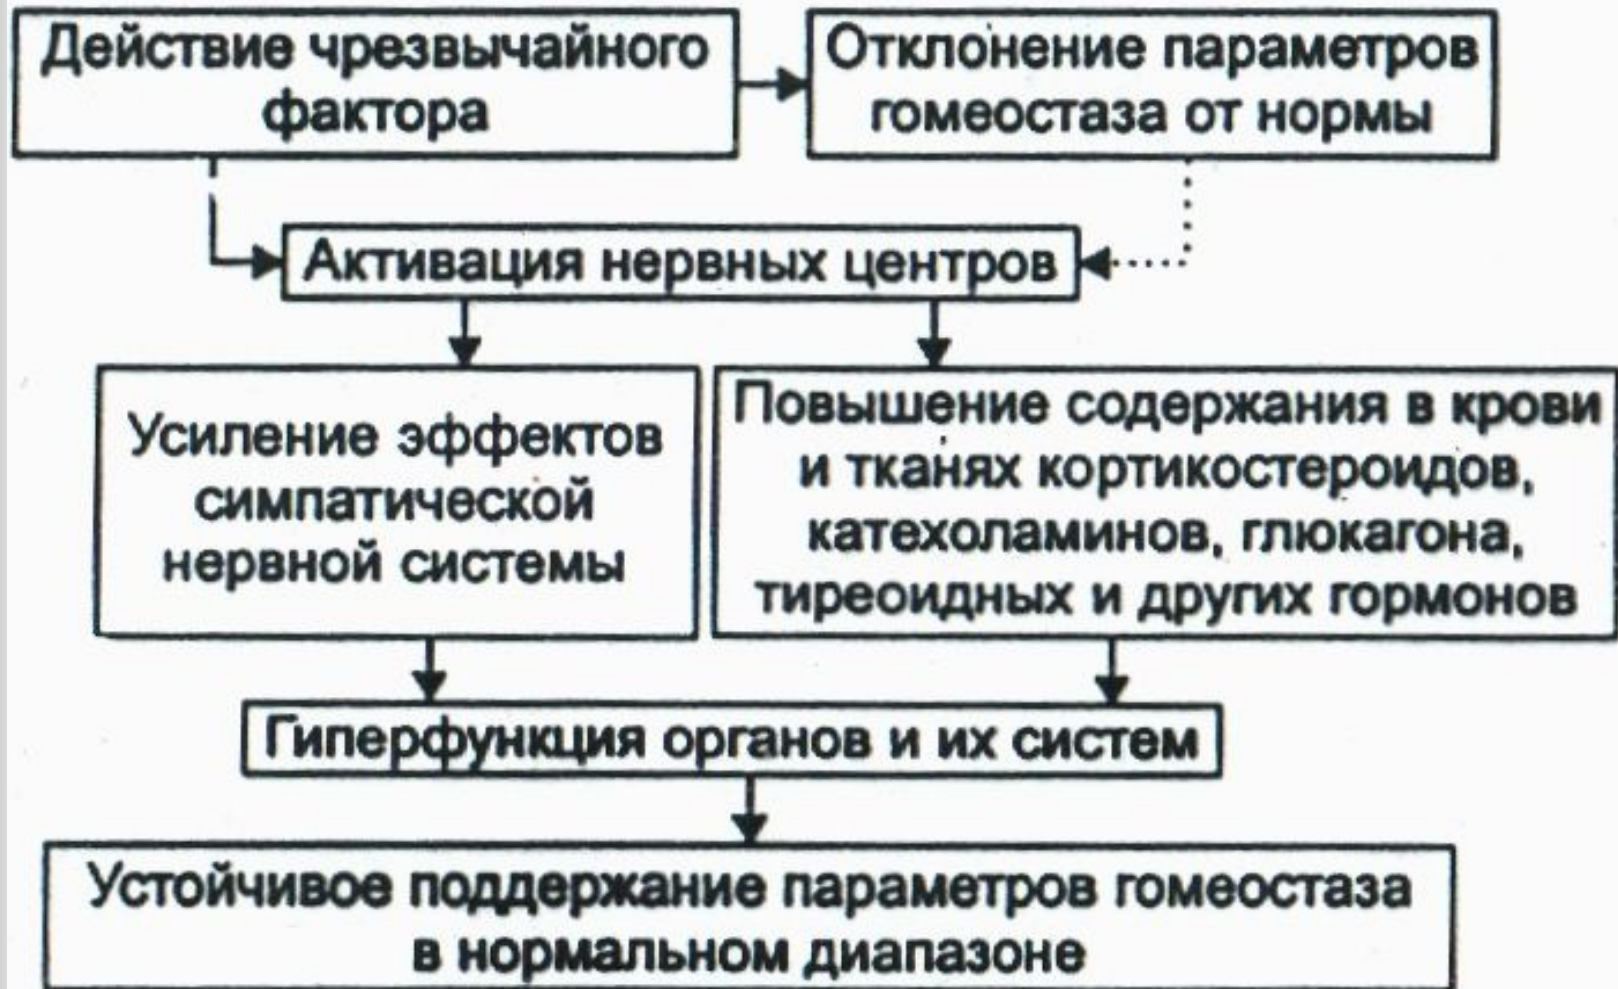 Действие чрезвычайного
фактора
Отклонение параметров
гомеостаза от нормы
Активация нервных центров
Усиление эффектов
симпатической
нервной системы
Повышение содержания в крови
и тканях кортикостероидов,
катехоламинов, глюкагона,
тиреоидных и других гормонов
Гиперфункция органов и их систем
Устойчивое поддержание параметров гомеостаза
в нормальном диапазоне